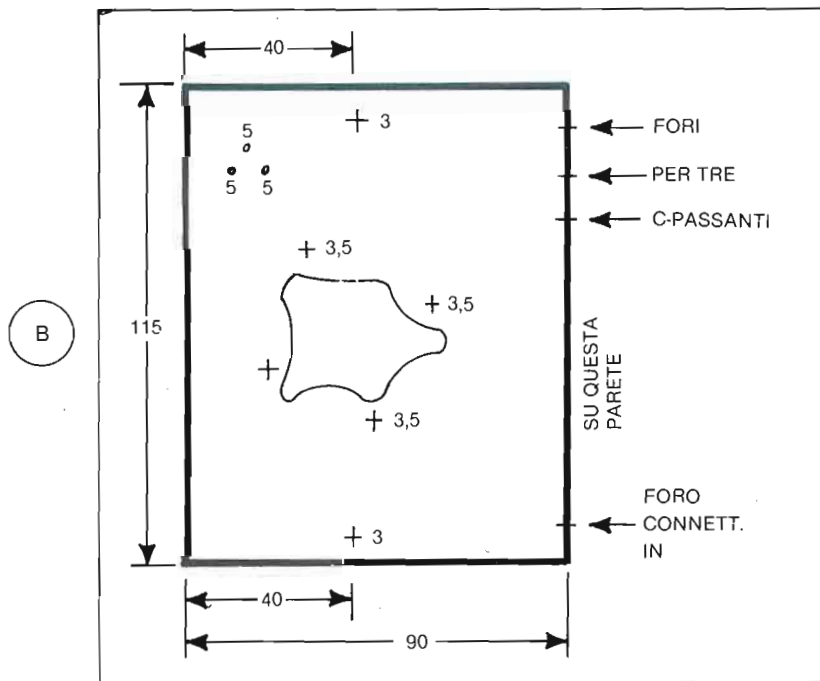 40
3
5
5 5
FORI
PER TRE
C-PASSANTI
3,5
3,5
B
115
SU QUESTA
PARETE
3,5
FORO
CONNETT.
IN
3
40
90